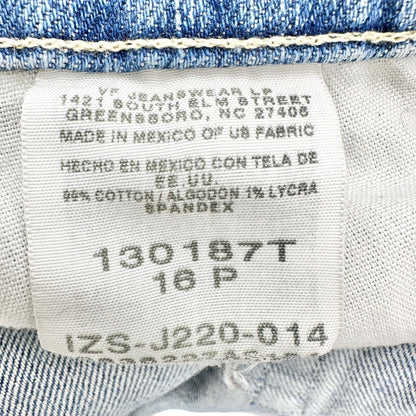 VF JEANSWEAR LP
1421 SOUTH ELM STREET
GREENSBORO, NC 27406
MADE IN MEXICO OF US FABRIC
HECHO EN MEXICO CON TELA DE
EE.UU.
99% COTTON/ALGODON 1% LYCRA
SPANDEX
130187T
16 P
IZS-J220-014